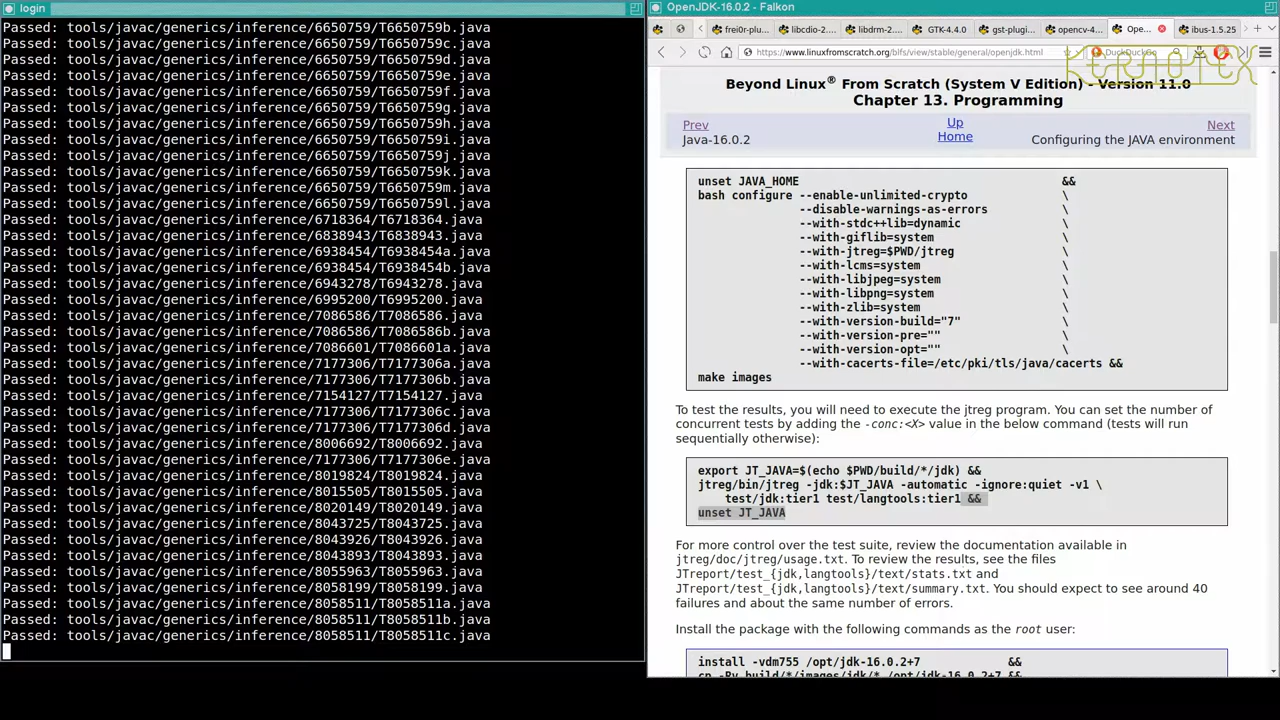 login
Passed: tools/javac/generics/inference/6650759/T6650759b.java
Passed: tools/javac/generics/inference/6650759/T6650759c.java
Passed: tools/javac/generics/inference/6650759/T6650759d.java
Passed: tools/javac/generics/inference/6650759/T6650759e.java
Passed: tools/javac/generics/inference/6650759/T6650759f.java
Passed: tools/javac/generics/inference/6650759/T6650759g.java
Passed: tools/javac/generics/inference/6650759/T6650759h.java
Passed: tools/javac/generics/inference/6650759/T6650759i.java
Passed: tools/javac/generics/inference/6650759/T6650759j.java
Passed: tools/javac/generics/inference/6650759/T6650759k.java
Passed: tools/javac/generics/inference/6650759/T6650759m.java
Passed: tools/javac/generics/inference/6650759/T6650759l.java
Passed: tools/javac/generics/inference/6718364/T6718364.java
Passed: tools/javac/generics/inference/6838943/T6838943.java
Passed: tools/javac/generics/inference/6938454/T6938454a.java
Passed: tools/javac/generics/inference/6938454/T6938454b.java
Passed: tools/javac/generics/inference/6943278/T6943278.java
Passed: tools/javac/generics/inference/6995200/T6995200.java
Passed: tools/javac/generics/inference/7086586/T7086586.java
Passed: tools/javac/generics/inference/7086586/T7086586b.java
Passed: tools/javac/generics/inference/7086601/T7086601a.java
Passed: tools/javac/generics/inference/7177306/T7177306a.java
Passed: tools/javac/generics/inference/7177306/T7177306b.java
Passed: tools/javac/generics/inference/7154127/T7154127.java
Passed: tools/javac/generics/inference/7177306/T7177306c.java
Passed: tools/javac/generics/inference/7177306/T7177306d.java
Passed: tools/javac/generics/inference/8006692/T8006692.java
Passed: tools/javac/generics/inference/7177306/T7177306e.java
Passed: tools/javac/generics/inference/8019824/T8019824.java
Passed: tools/javac/generics/inference/8015505/T8015505.java
Passed: tools/javac/generics/inference/8020149/T8020149.java
Passed: tools/javac/generics/inference/8043725/T8043725.java
Passed: tools/javac/generics/inference/8043926/T8043926.java
Passed: tools/javac/generics/inference/8043893/T8043893.java
Passed: tools/javac/generics/inference/8055963/T8055963.java
Passed: tools/javac/generics/inference/8058199/T8058199.java
Passed: tools/javac/generics/inference/8058511/T8058511a.java
Passed: tools/javac/generics/inference/8058511/T8058511b.java
Passed: tools/javac/generics/inference/8058511/T8058511c.java
OpenJDK-16.0.2 - Falkon
frei0r-plug... libcdio-2.... libdrm-2.... GTK-4.4.0 gst-plugi... opencv-4... Ope... ibus-1.5.25
https://www.linuxfromscratch.org/blfs/view/stable/general/openjdk.html DuckDuckGo
KERNOTEX
Beyond Linux® From Scratch (System V Edition) - Version 11.0
Chapter 13. Programming
Prev Up Next
Java-16.0.2 Home Configuring the JAVA environment
unset JAVA_HOME &&
bash configure --enable-unlimited-crypto \
--disable-warnings-as-errors \
--with-stdc++lib=dynamic \
--with-giflib=system \
--with-jtreg=$PWD/jtreg \
--with-lcms=system \
--with-libjpeg=system \
--with-libpng=system \
--with-zlib=system \
--with-version-build="7" \
--with-version-pre="" \
--with-version-opt="" \
--with-cacerts-file=/etc/pki/tls/java/cacerts &&
make images
To test the results, you will need to execute the jtreg program. You can set the number of
concurrent tests by adding the -conc:<X> value in the below command (tests will run
sequentially otherwise):
export JT_JAVA=$(echo $PWD/build/*/jdk) &&
jtreg/bin/jtreg -jdk:$JT_JAVA -automatic -ignore:quiet -v1 \
test/jdk:tier1 test/langtools:tier1 &&
unset JT_JAVA
For more control over the test suite, review the documentation available in
jtreg/doc/jtreg/usage.txt. To review the results, see the files
JTreport/test_{jdk,langtools}/text/stats.txt and
JTreport/test_{jdk,langtools}/text/summary.txt. You should expect to see around 40
failures and about the same number of errors.
Install the package with the following commands as the root user:
install -vdm755 /opt/jdk-16.0.2+7 &&
cp -Rv build/*/images/jdk/* /opt/jdk-16.0.2+7 &&